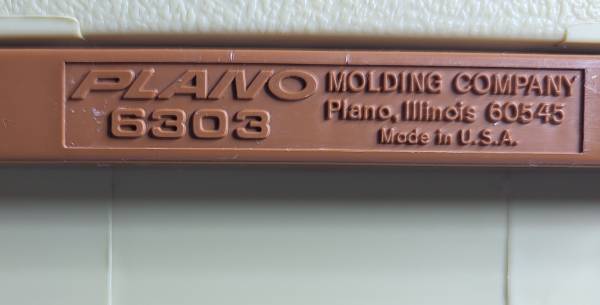 PLANO
6303
MOLDING COMPANY
Plano, Illinois 60545
Made in U.S.A.